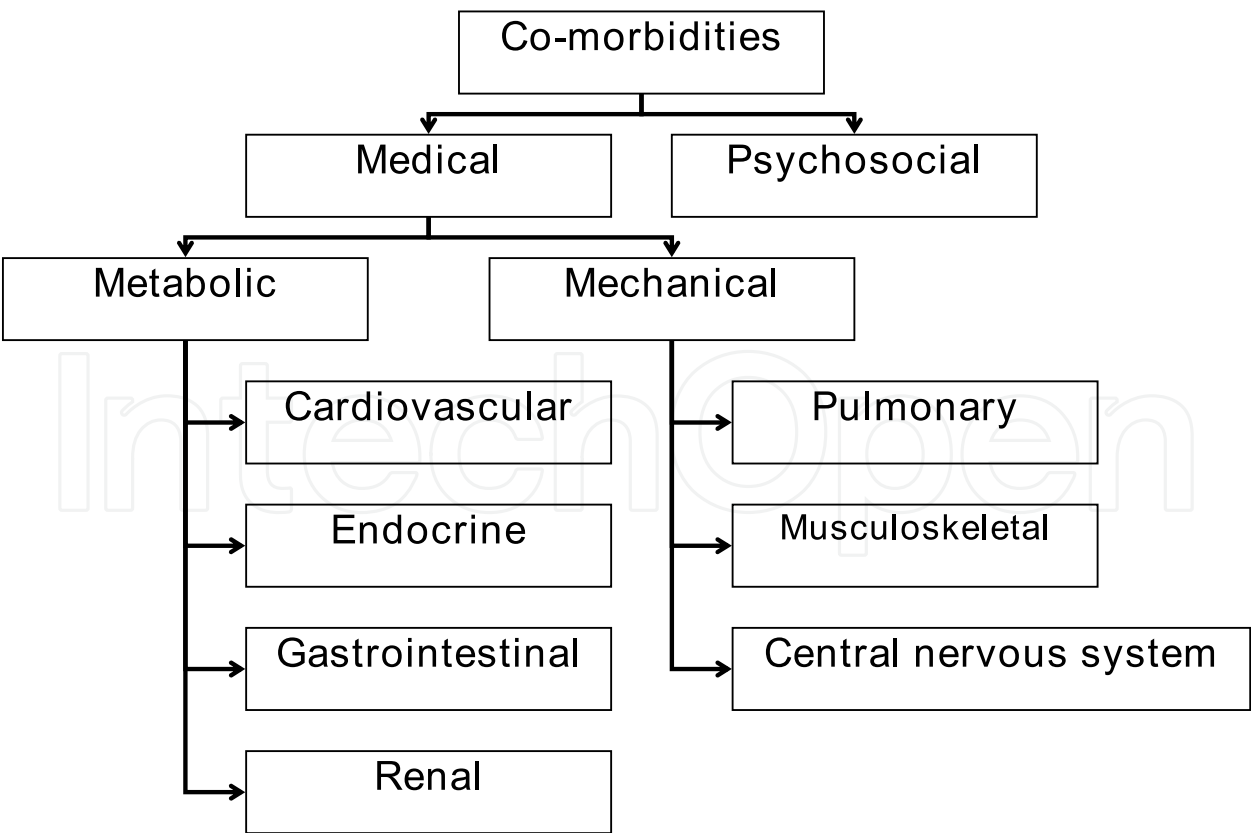 Co-morbidities
Medical
Psychosocial
Metabolic
Mechanical
Cardiovascular
Endocrine
Gastrointestinal
Renal
Pulmonary
Musculoskeletal
Central nervous system
IntechOpen